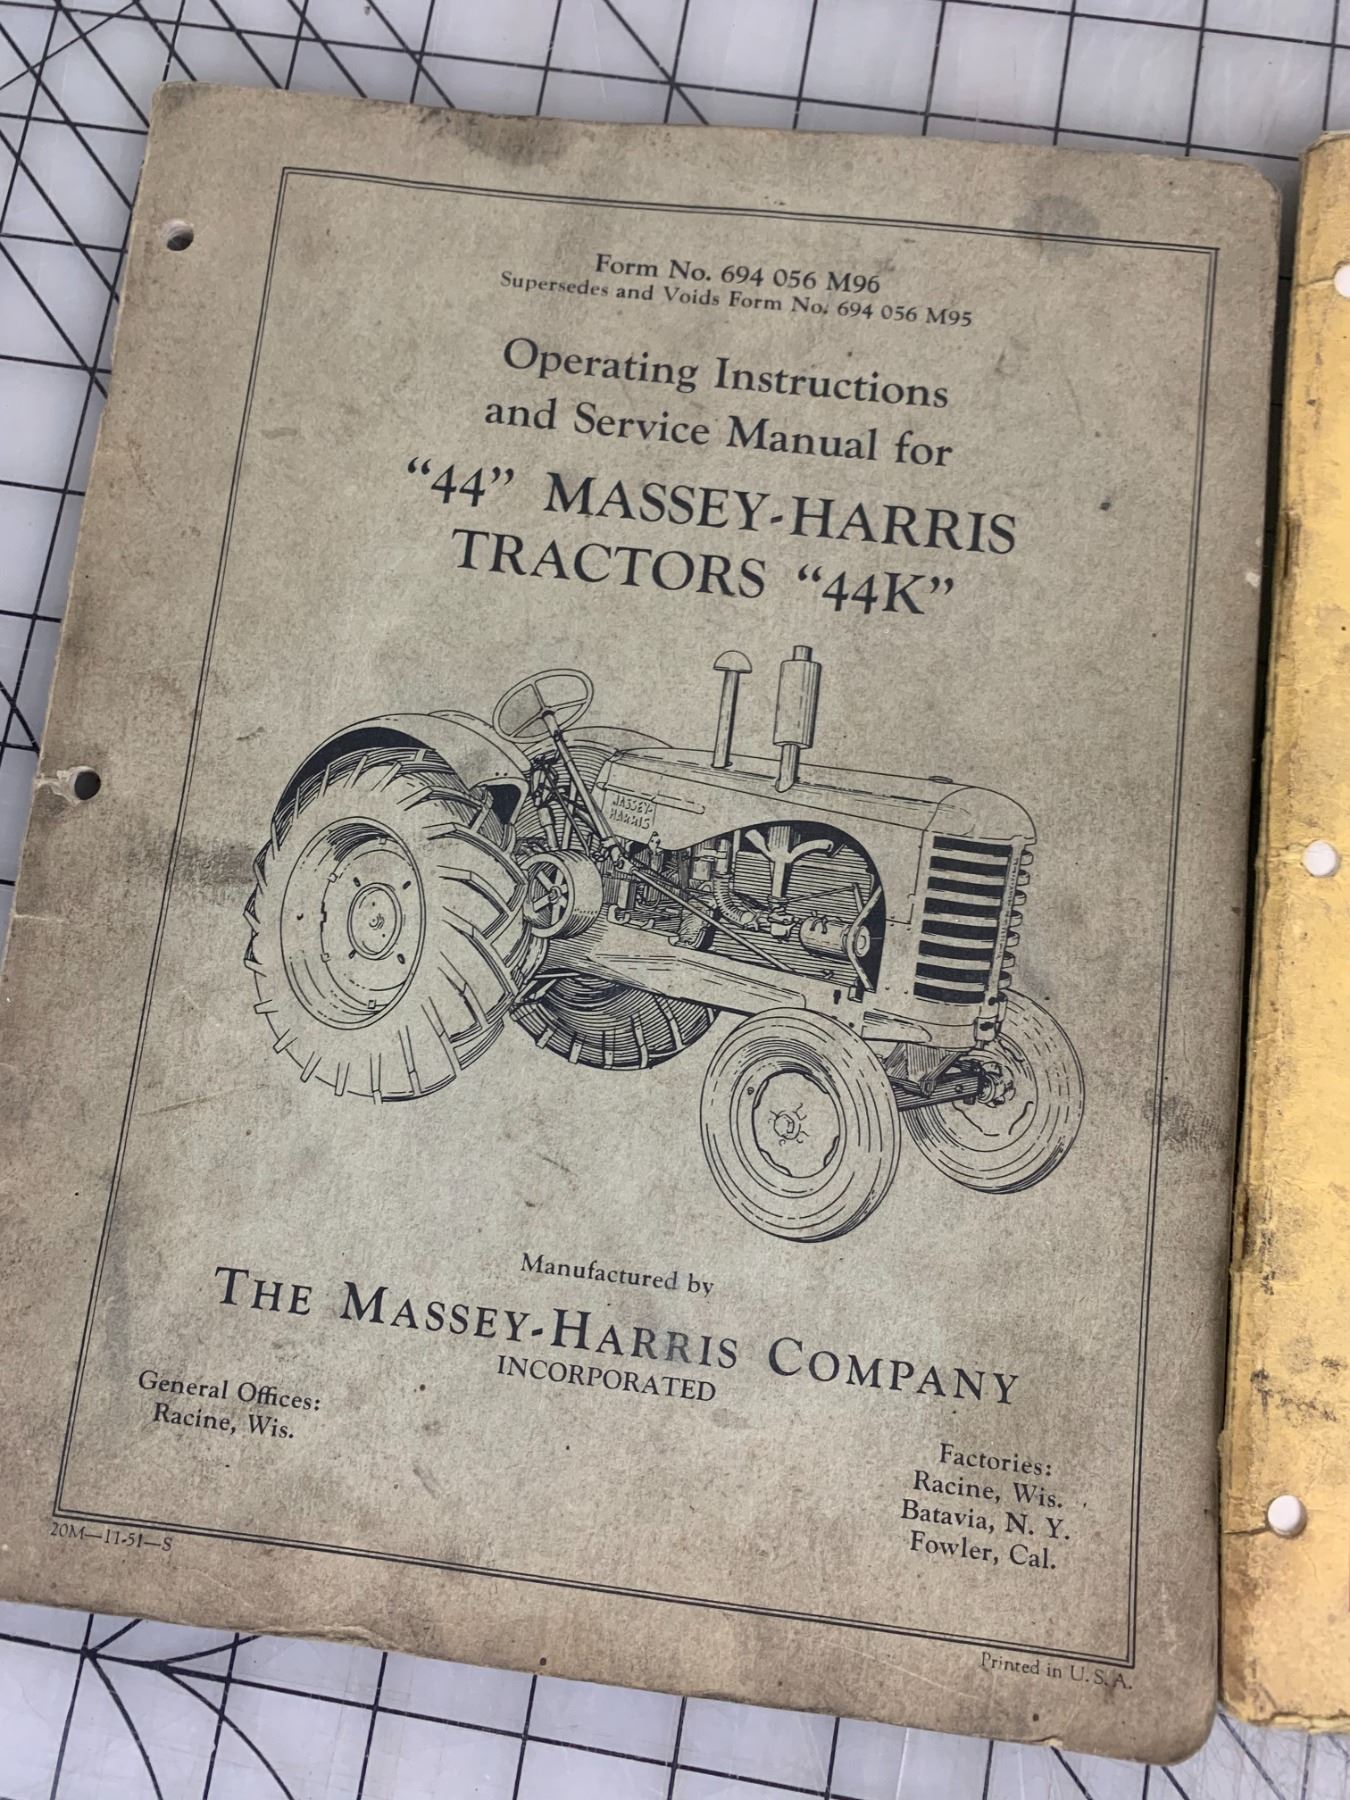 Form No. 694 056 M96
Supersedes and Voids Form No. 694 056 M95
Operating Instructions
and Service Manual for
“44” MASSEY-HARRIS
TRACTORS “44K”
MASSEY-
HARRIS
Manufactured by
THE MASSEY-HARRIS COMPANY
INCORPORATED
General Offices:
Racine, Wis.
Factories:
Racine, Wis.
Batavia, N. Y.
Fowler, Cal.
20M—11-51—S
Printed in U. S. A.